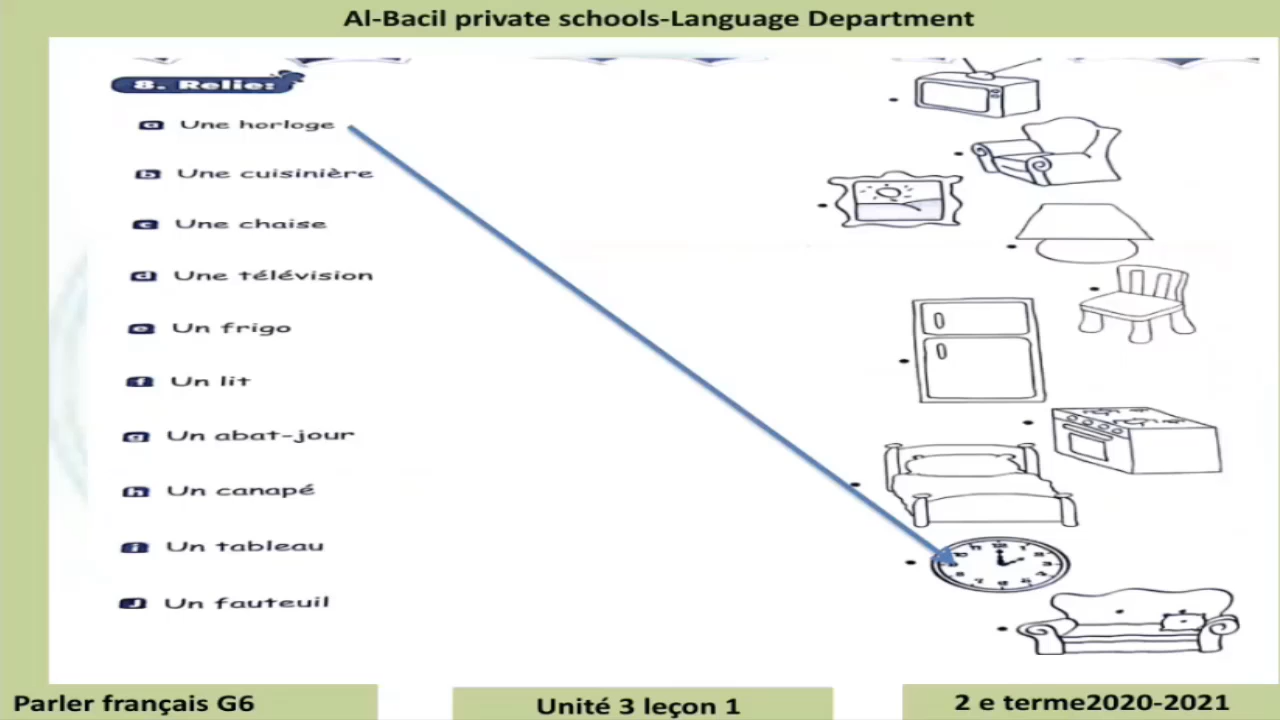 Al-Bacil private schools-Language Department
8. Relie:
a Une horloge
b Une cuisinière
c Une chaise
d Une télévision
e Un frigo
f Un lit
g Un abat-jour
h Un canapé
i Un tableau
J Un fauteuil
Parler français G6
Unité 3 leçon 1
2 e terme2020-2021